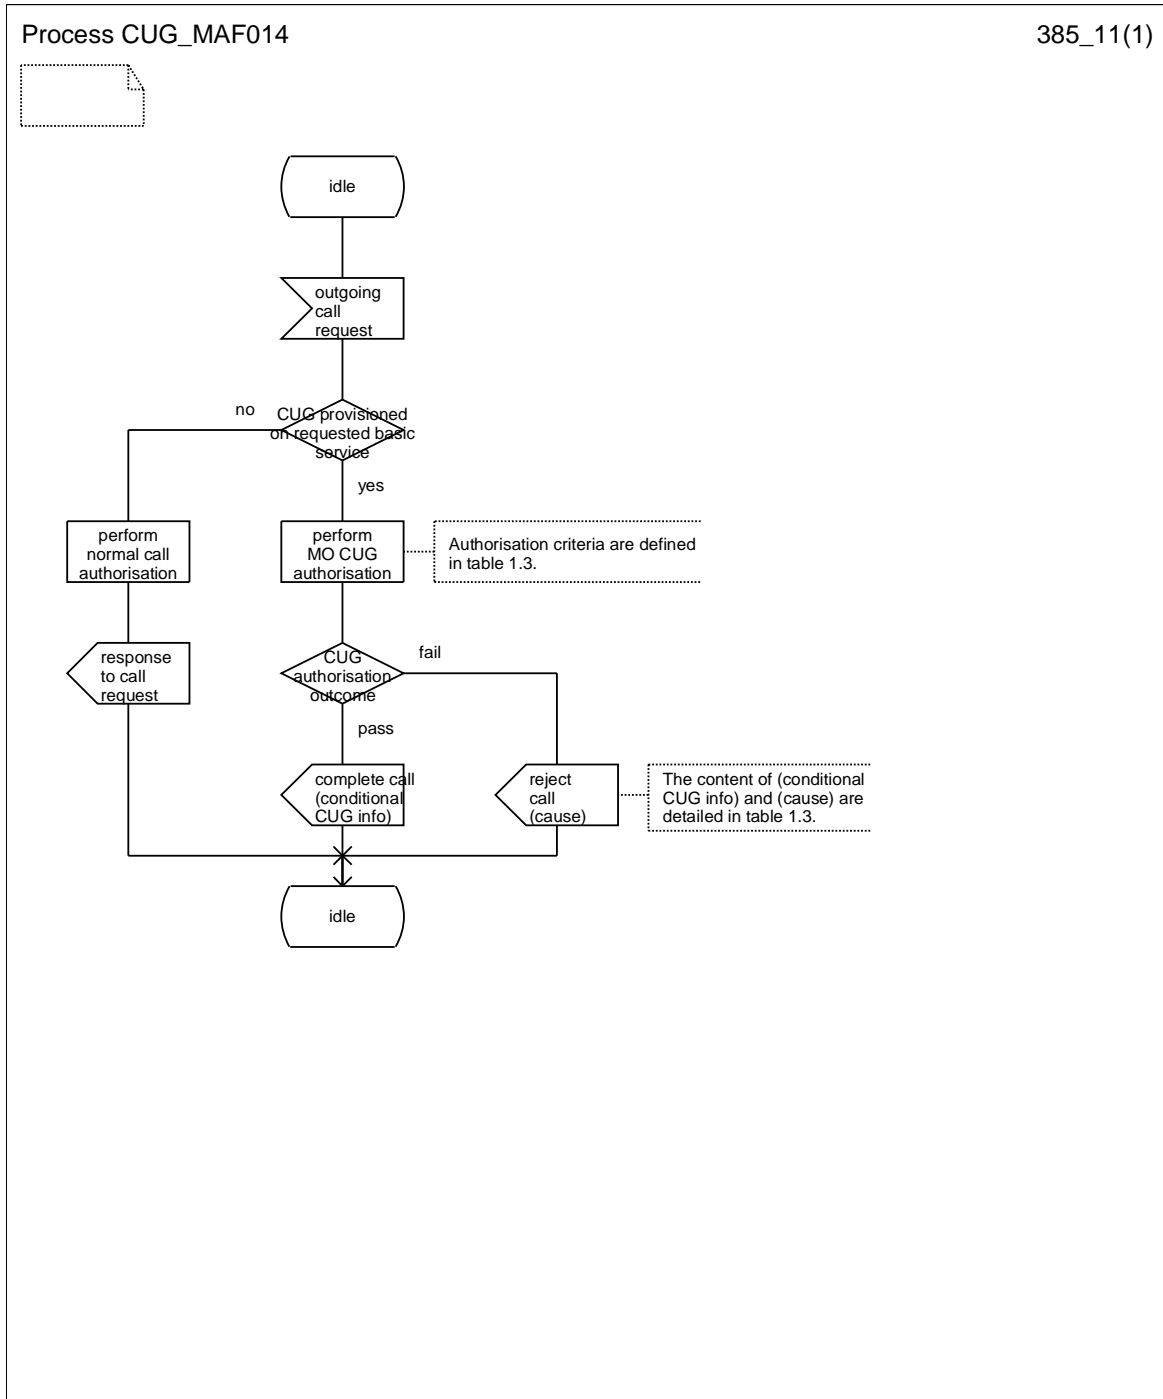 Process CUG_MAF014
385_11(1)
idle
outgoing
call
request
no
CUG provisioned
on requested basic
service
yes
perform
normal call
authorisation
perform
MO CUG
authorisation
Authorisation criteria are defined
in table 1.3.
response
to call
request
CUG
authorisation
outcome
fail
pass
complete call
(conditional
CUG info)
reject
call
(cause)
The content of (conditional
CUG info) and (cause) are
detailed in table 1.3.
idle